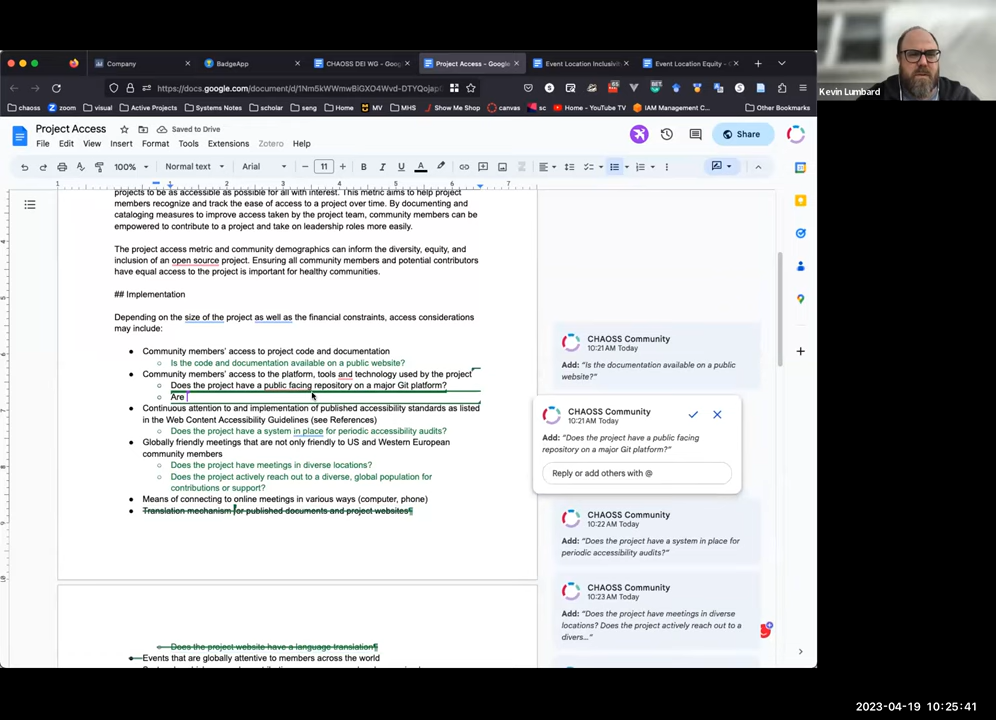 Company
BadgeApp
CHAOSS DEI WG - Goog
Project Access - Google
Event Location Inclusivi
Event Location Equity - G
https://docs.google.com/document/d/1Nm5kWWmwBiGXO4Wvd-DTYQojapG
chaoss
zoom
visual
Active Projects
Systems Notes
scholar
seng
MV
MHS
Show Me Shop
canvas
sc
Home - YouTube TV
IAM Management C...
Other Bookmarks
Kevin Lumbard
Project Access
Saved to Drive
File Edit View Insert Format Tools Extensions Zotero Help
Share
100%
Normal text
Arial
11
B I U A
1 1 2 3 4 5 6 7
projects to be as accessible as possible for all with interest. This metric aims to help project
members recognize and track the ease of access to a project over time. By documenting and
cataloging measures to improve access taken by the project team, community members can be
empowered to contribute to a project and take on leadership roles more easily.
The project access metric and community demographics can inform the diversity, equity, and
inclusion of an open source project. Ensuring all community members and potential contributors
have equal access to the project is important for healthy communities.
## Implementation
Depending on the size of the project as well as the financial constraints, access considerations
may include:
● Community members' access to project code and documentation
○ Is the code and documentation available on a public website?
● Community members' access to the platform, tools and technology used by the project
○ Does the project have a public facing repository on a major Git platform?
○ Are
● Continuous attention to and implementation of published accessibility standards as listed
in the Web Content Accessibility Guidelines (see References)
○ Does the project have a system in place for periodic accessibility audits?
● Globally friendly meetings that are not only friendly to US and Western European
community members
○ Does the project have meetings in diverse locations?
○ Does the project actively reach out to a diverse, global population for
contributions or support?
● Means of connecting to online meetings in various ways (computer, phone)
● Translation mechanism for published documents and project websites¶
○ Does the project website have a language translation¶
● Events that are globally attentive to members across the world
CHAOSS Community
10:21 AM Today
Add: "Is the documentation available on a public
website?"
CHAOSS Community
10:21 AM Today
Add: "Does the project have a public facing
repository on a major Git platform?"
Reply or add others with @
CHAOSS Community
10:22 AM Today
Add: "Does the project have a system in place for
periodic accessibility audits?"
CHAOSS Community
10:23 AM Today
Add: "Does the project have meetings in diverse
locations? Does the project actively reach out to a
divers..."
2023-04-19 10:25:41